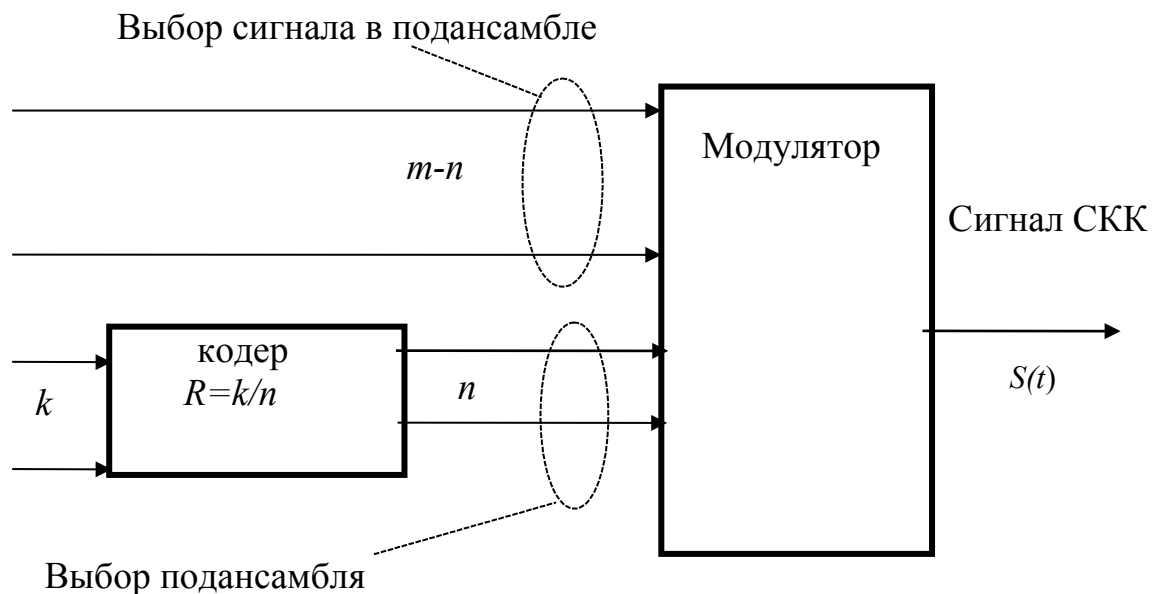 Выбор сигнала в подансамбле
m-n
Модулятор
Сигнал СКК
S(t)
кодер
R=k/n
k
n
Выбор подансамбля